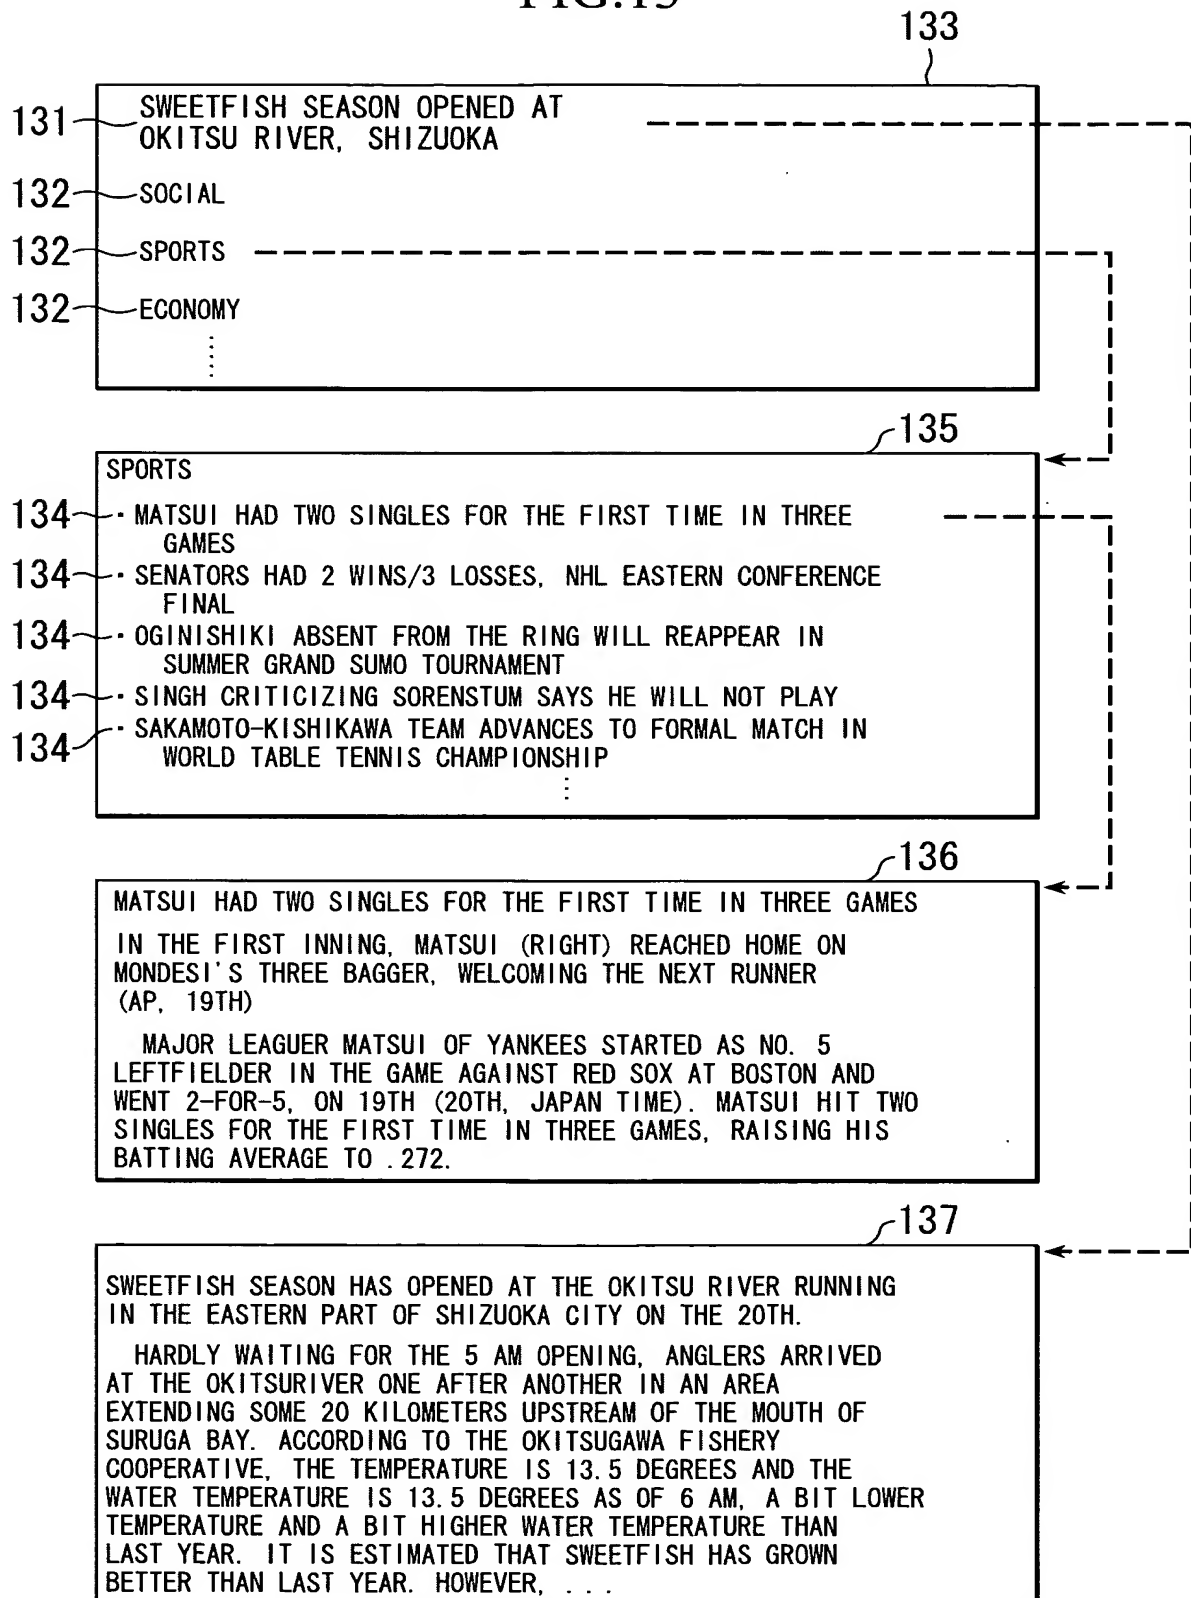 FIG.13
133
131
SWEETFISH SEASON OPENED AT
OKITSU RIVER, SHIZUOKA
132
SOCIAL
132
SPORTS
132
ECONOMY
135
SPORTS
134
· MATSUI HAD TWO SINGLES FOR THE FIRST TIME IN THREE
GAMES
134
· SENATORS HAD 2 WINS/3 LOSSES, NHL EASTERN CONFERENCE
FINAL
134
· OGINISHIKI ABSENT FROM THE RING WILL REAPPEAR IN
SUMMER GRAND SUMO TOURNAMENT
134
· SINGH CRITICIZING SORENSTUM SAYS HE WILL NOT PLAY
134
· SAKAMOTO-KISHIKAWA TEAM ADVANCES TO FORMAL MATCH IN
WORLD TABLE TENNIS CHAMPIONSHIP
136
MATSUI HAD TWO SINGLES FOR THE FIRST TIME IN THREE GAMES
IN THE FIRST INNING, MATSUI (RIGHT) REACHED HOME ON
MONDESI'S THREE BAGGER, WELCOMING THE NEXT RUNNER
(AP, 19TH)
MAJOR LEAGUER MATSUI OF YANKEES STARTED AS NO. 5
LEFTFIELDER IN THE GAME AGAINST RED SOX AT BOSTON AND
WENT 2-FOR-5, ON 19TH (20TH, JAPAN TIME). MATSUI HIT TWO
SINGLES FOR THE FIRST TIME IN THREE GAMES, RAISING HIS
BATTING AVERAGE TO .272.
137
SWEETFISH SEASON HAS OPENED AT THE OKITSU RIVER RUNNING
IN THE EASTERN PART OF SHIZUOKA CITY ON THE 20TH.
HARDLY WAITING FOR THE 5 AM OPENING, ANGLERS ARRIVED
AT THE OKITSURIVER ONE AFTER ANOTHER IN AN AREA
EXTENDING SOME 20 KILOMETERS UPSTREAM OF THE MOUTH OF
SURUGA BAY. ACCORDING TO THE OKITSUGAWA FISHERY
COOPERATIVE, THE TEMPERATURE IS 13.5 DEGREES AND THE
WATER TEMPERATURE IS 13.5 DEGREES AS OF 6 AM, A BIT LOWER
TEMPERATURE AND A BIT HIGHER WATER TEMPERATURE THAN
LAST YEAR. IT IS ESTIMATED THAT SWEETFISH HAS GROWN
BETTER THAN LAST YEAR. HOWEVER, ...